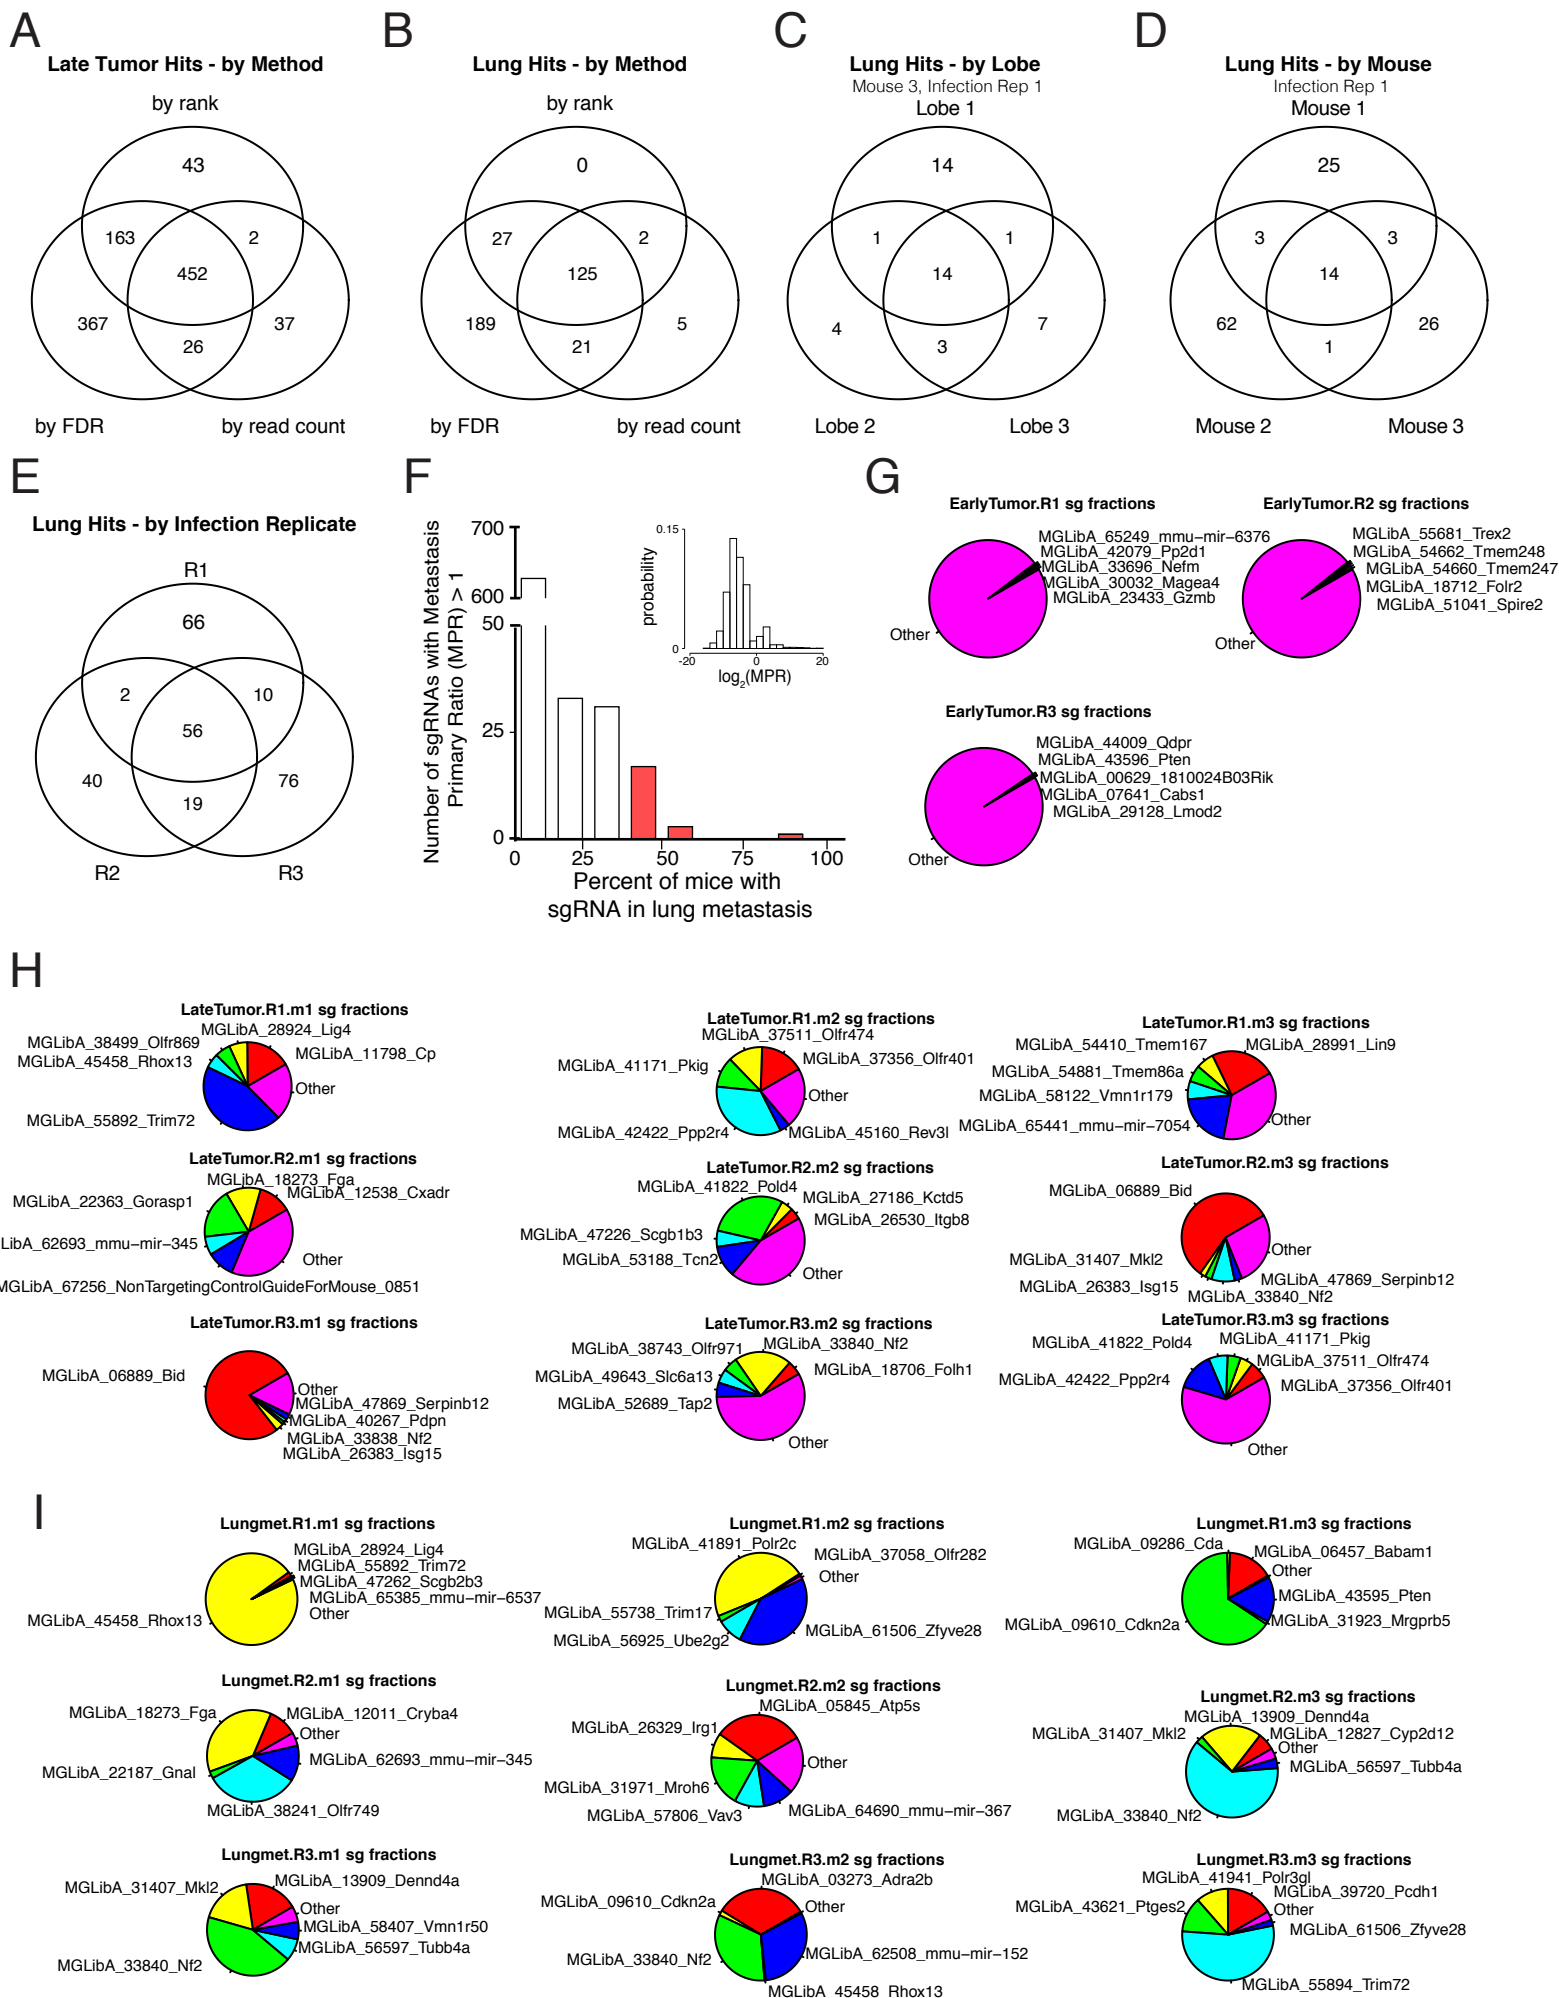 A
Late Tumor Hits - by Method
by rank
43
163
2
452
367
37
26
by FDR
by read count
B
Lung Hits - by Method
by rank
0
27
2
125
189
5
21
by FDR
by read count
C
Lung Hits - by Lobe
Mouse 3, Infection Rep 1
Lobe 1
14
1
1
14
4
7
3
Lobe 2
Lobe 3
D
Lung Hits - by Mouse
Infection Rep 1
Mouse 1
25
3
3
14
62
26
1
Mouse 2
Mouse 3
E
Lung Hits - by Infection Replicate
R1
66
2
10
56
40
76
19
R2
R3
F
Number of sgRNAs with Metastasis
Primary Ratio (MPR) > 1
700
600
50
25
0
0
25
50
75
100
Percent of mice with
sgRNA in lung metastasis
probability
0.15
0
-20
0
20
log2(MPR)
G
EarlyTumor.R1 sg fractions
MGLibA_65249_mmu-mir-6376
MGLibA_42079_Pp2d1
MGLibA_33696_Nefm
MGLibA_30032_Magea4
MGLibA_23433_Gzmb
Other
EarlyTumor.R2 sg fractions
MGLibA_55681_Trex2
MGLibA_54662_Tmem248
MGLibA_54660_Tmem247
MGLibA_18712_Folr2
MGLibA_51041_Spire2
Other
EarlyTumor.R3 sg fractions
MGLibA_44009_Qdpr
MGLibA_43596_Pten
MGLibA_00629_1810024B03Rik
MGLibA_07641_Cabs1
MGLibA_29128_Lmod2
Other
H
LateTumor.R1.m1 sg fractions
MGLibA_28924_Lig4
MGLibA_38499_Olfr869
MGLibA_11798_Cp
MGLibA_45458_Rhox13
Other
MGLibA_55892_Trim72
LateTumor.R1.m2 sg fractions
MGLibA_37511_Olfr474
MGLibA_37356_Olfr401
MGLibA_41171_Pkig
Other
MGLibA_42422_Ppp2r4
MGLibA_45160_Rev3l
LateTumor.R1.m3 sg fractions
MGLibA_54410_Tmem167
MGLibA_28991_Lin9
MGLibA_54881_Tmem86a
MGLibA_58122_Vmn1r179
MGLibA_65441_mmu-mir-7054
Other
LateTumor.R2.m1 sg fractions
MGLibA_18273_Fga
MGLibA_12538_Cxadr
MGLibA_22363_Gorasp1
LibA_62693_mmu-mir-345
Other
MGLibA_67256_NonTargetingControlGuideForMouse_0851
LateTumor.R2.m2 sg fractions
MGLibA_41822_Pold4
MGLibA_27186_Kctd5
MGLibA_26530_Itgb8
MGLibA_47226_Scgb1b3
MGLibA_53188_Tcn2
Other
LateTumor.R2.m3 sg fractions
MGLibA_06889_Bid
Other
MGLibA_31407_Mkl2
MGLibA_47869_Serpinb12
MGLibA_26383_Isg15
MGLibA_33840_Nf2
LateTumor.R3.m1 sg fractions
MGLibA_06889_Bid
Other
MGLibA_47869_Serpinb12
MGLibA_40267_Pdpn
MGLibA_33838_Nf2
MGLibA_26383_Isg15
LateTumor.R3.m2 sg fractions
MGLibA_38743_Olfr971
MGLibA_33840_Nf2
MGLibA_18706_Folh1
MGLibA_49643_Slc6a13
MGLibA_52689_Tap2
Other
LateTumor.R3.m3 sg fractions
MGLibA_41822_Pold4
MGLibA_41171_Pkig
MGLibA_37511_Olfr474
MGLibA_42422_Ppp2r4
MGLibA_37356_Olfr401
Other
I
Lungmet.R1.m1 sg fractions
MGLibA_28924_Lig4
MGLibA_55892_Trim72
MGLibA_47262_Scgb2b3
MGLibA_65385_mmu-mir-6537
Other
MGLibA_45458_Rhox13
Lungmet.R1.m2 sg fractions
MGLibA_41891_Polr2c
MGLibA_37058_Olfr282
Other
MGLibA_55738_Trim17
MGLibA_61506_Zfyve28
MGLibA_56925_Ube2g2
Lungmet.R1.m3 sg fractions
MGLibA_09286_Cda
MGLibA_06457_Babam1
Other
MGLibA_43595_Pten
MGLibA_31923_Mrgprb5
MGLibA_09610_Cdkn2a
Lungmet.R2.m1 sg fractions
MGLibA_18273_Fga
MGLibA_12011_Cryba4
Other
MGLibA_62693_mmu-mir-345
MGLibA_22187_Gnal
MGLibA_38241_Olfr749
Lungmet.R2.m2 sg fractions
MGLibA_05845_Atp5s
MGLibA_26329_Irg1
Other
MGLibA_31971_Mroh6
MGLibA_64690_mmu-mir-367
MGLibA_57806_Vav3
Lungmet.R2.m3 sg fractions
MGLibA_13909_Dennd4a
MGLibA_31407_Mkl2
MGLibA_12827_Cyp2d12
Other
MGLibA_56597_Tubb4a
MGLibA_33840_Nf2
Lungmet.R3.m1 sg fractions
MGLibA_31407_Mkl2
MGLibA_13909_Dennd4a
Other
MGLibA_58407_Vmn1r50
MGLibA_56597_Tubb4a
MGLibA_33840_Nf2
Lungmet.R3.m2 sg fractions
MGLibA_03273_Adra2b
MGLibA_09610_Cdkn2a
Other
MGLibA_62508_mmu-mir-152
MGLibA_33840_Nf2
MGLibA_45458_Rhox13
Lungmet.R3.m3 sg fractions
MGLibA_41941_Polr3gl
MGLibA_39720_Pcdh1
MGLibA_43621_Ptges2
Other
MGLibA_61506_Zfyve28
MGLibA_55894_Trim72